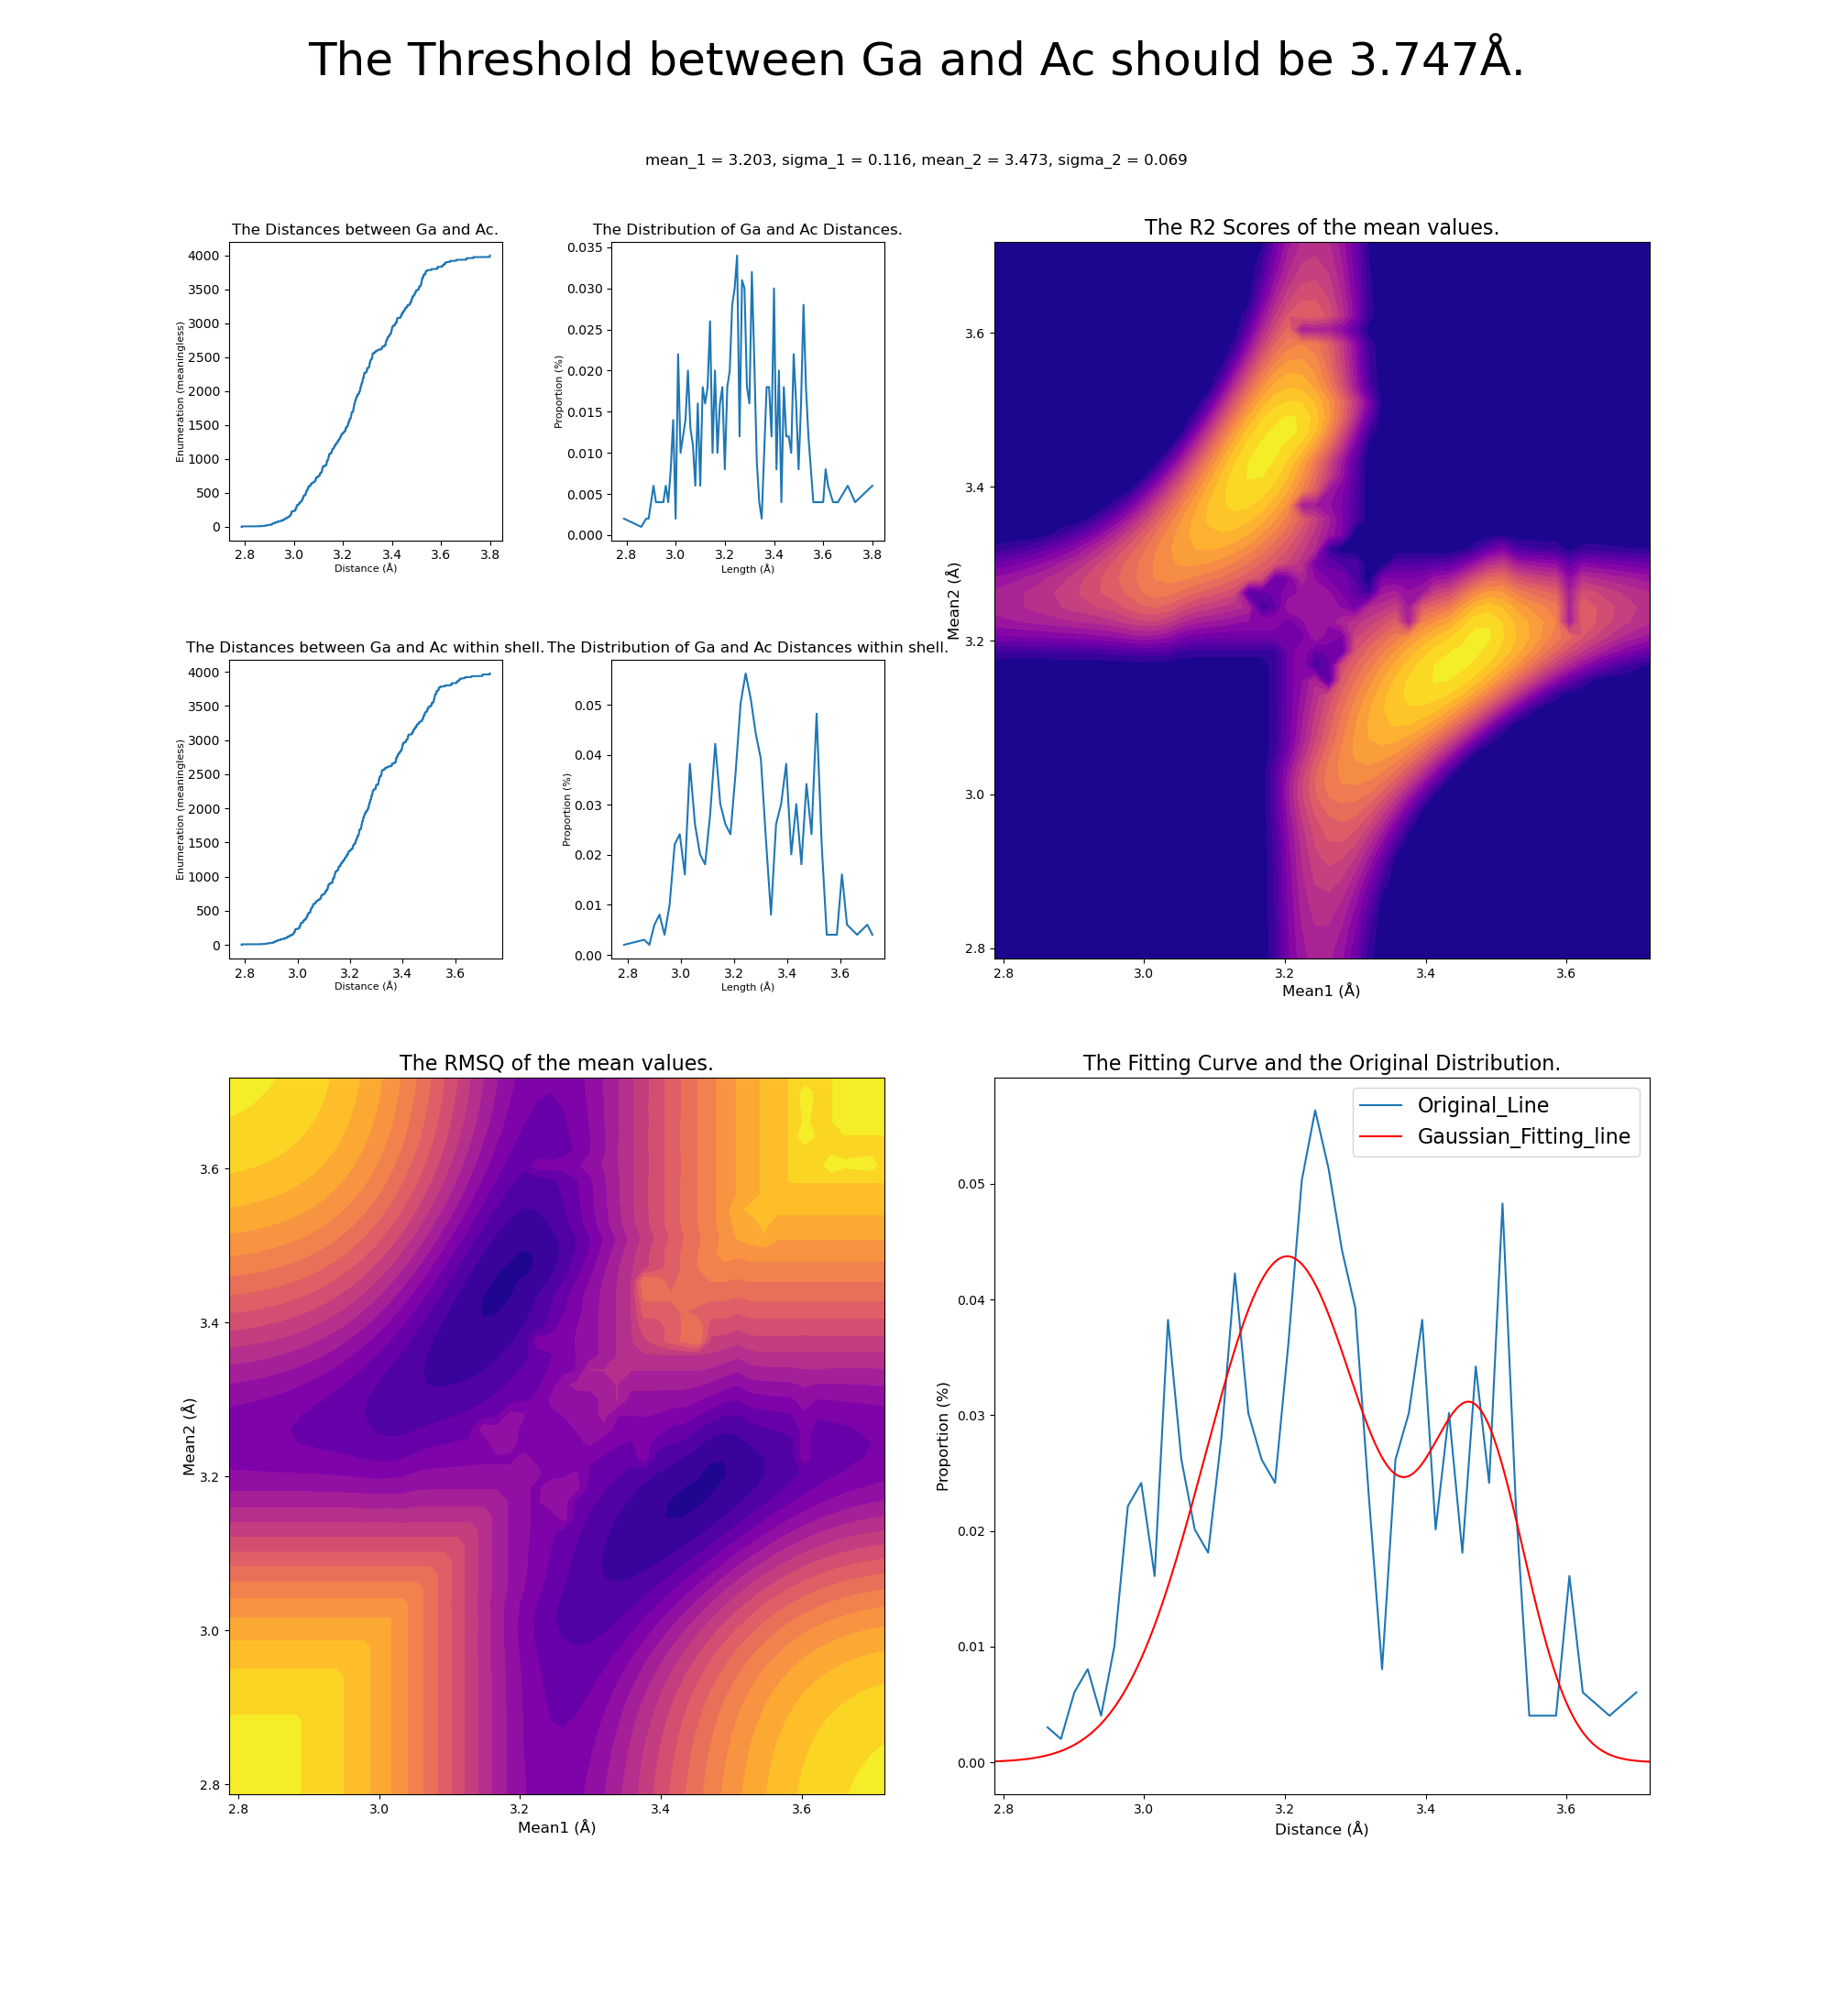 The Threshold between Ga and Ac should be 3.747Å.
mean_1 = 3.203, sigma_1 = 0.116, mean_2 = 3.473, sigma_2 = 0.069
The Distances between Ga and Ac.
Enumeration (meaningless)
4000
3500
3000
2500
2000
1500
1000
500
0
2.8 3.0 3.2 3.4 3.6 3.8
Distance (Å)
The Distribution of Ga and Ac Distances.
Proportion (%)
0.035
0.030
0.025
0.020
0.015
0.010
0.005
0.000
2.8 3.0 3.2 3.4 3.6 3.8
Length (Å)
The R2 Scores of the mean values.
Mean2 (Å)
3.6
3.4
3.2
3.0
2.8
2.8 3.0 3.2 3.4 3.6
Mean1 (Å)
The Distances between Ga and Ac within shell.
Enumeration (meaningless)
4000
3500
3000
2500
2000
1500
1000
500
0
2.8 3.0 3.2 3.4 3.6
Distance (Å)
The Distribution of Ga and Ac Distances within shell.
Proportion (%)
0.05
0.04
0.03
0.02
0.01
0.00
2.8 3.0 3.2 3.4 3.6
Length (Å)
The RMSQ of the mean values.
Mean2 (Å)
3.6
3.4
3.2
3.0
2.8
2.8 3.0 3.2 3.4 3.6
Mean1 (Å)
The Fitting Curve and the Original Distribution.
Original_Line
Gaussian_Fitting_line
Proportion (%)
0.05
0.04
0.03
0.02
0.01
0.00
2.8 3.0 3.2 3.4 3.6
Distance (Å)